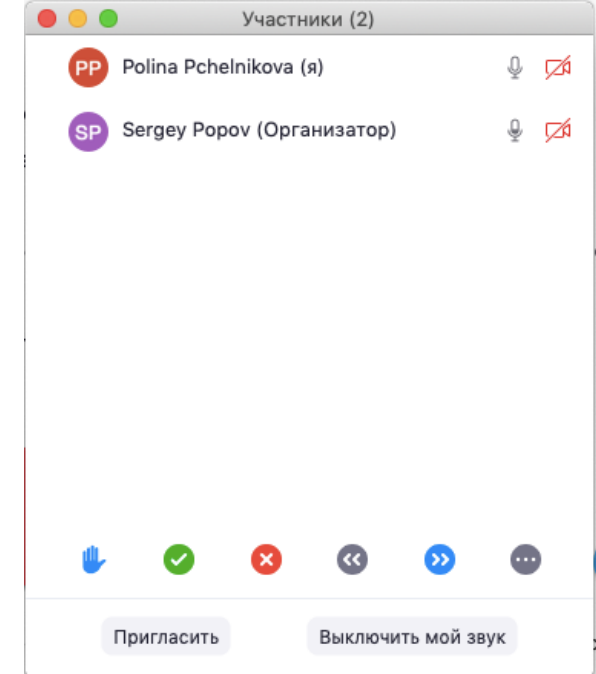 Участники (2)
PP Polina Pchelnikova (я)
SP Sergey Popov (Организатор)
Пригласить Выключить мой звук